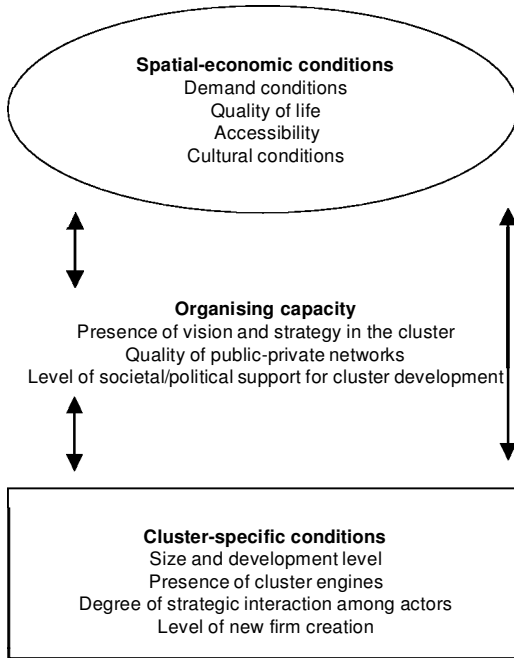 Spatial-economic conditions
Demand conditions
Quality of life
Accessibility
Cultural conditions
Organising capacity
Presence of vision and strategy in the cluster
Quality of public-private networks
Level of societal/political support for cluster development
Cluster-specific conditions
Size and development level
Presence of cluster engines
Degree of strategic interaction among actors
Level of new firm creation